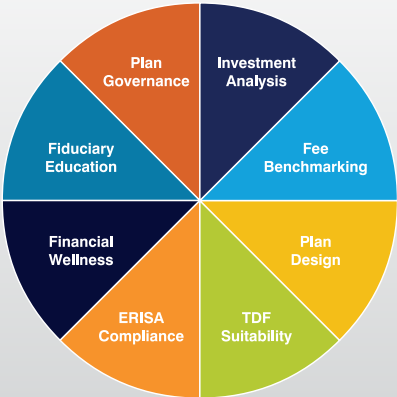 Plan
Governance
Investment
Analysis
Fee
Benchmarking
Plan
Design
TDF
Suitability
ERISA
Compliance
Financial
Wellness
Fiduciary
Education